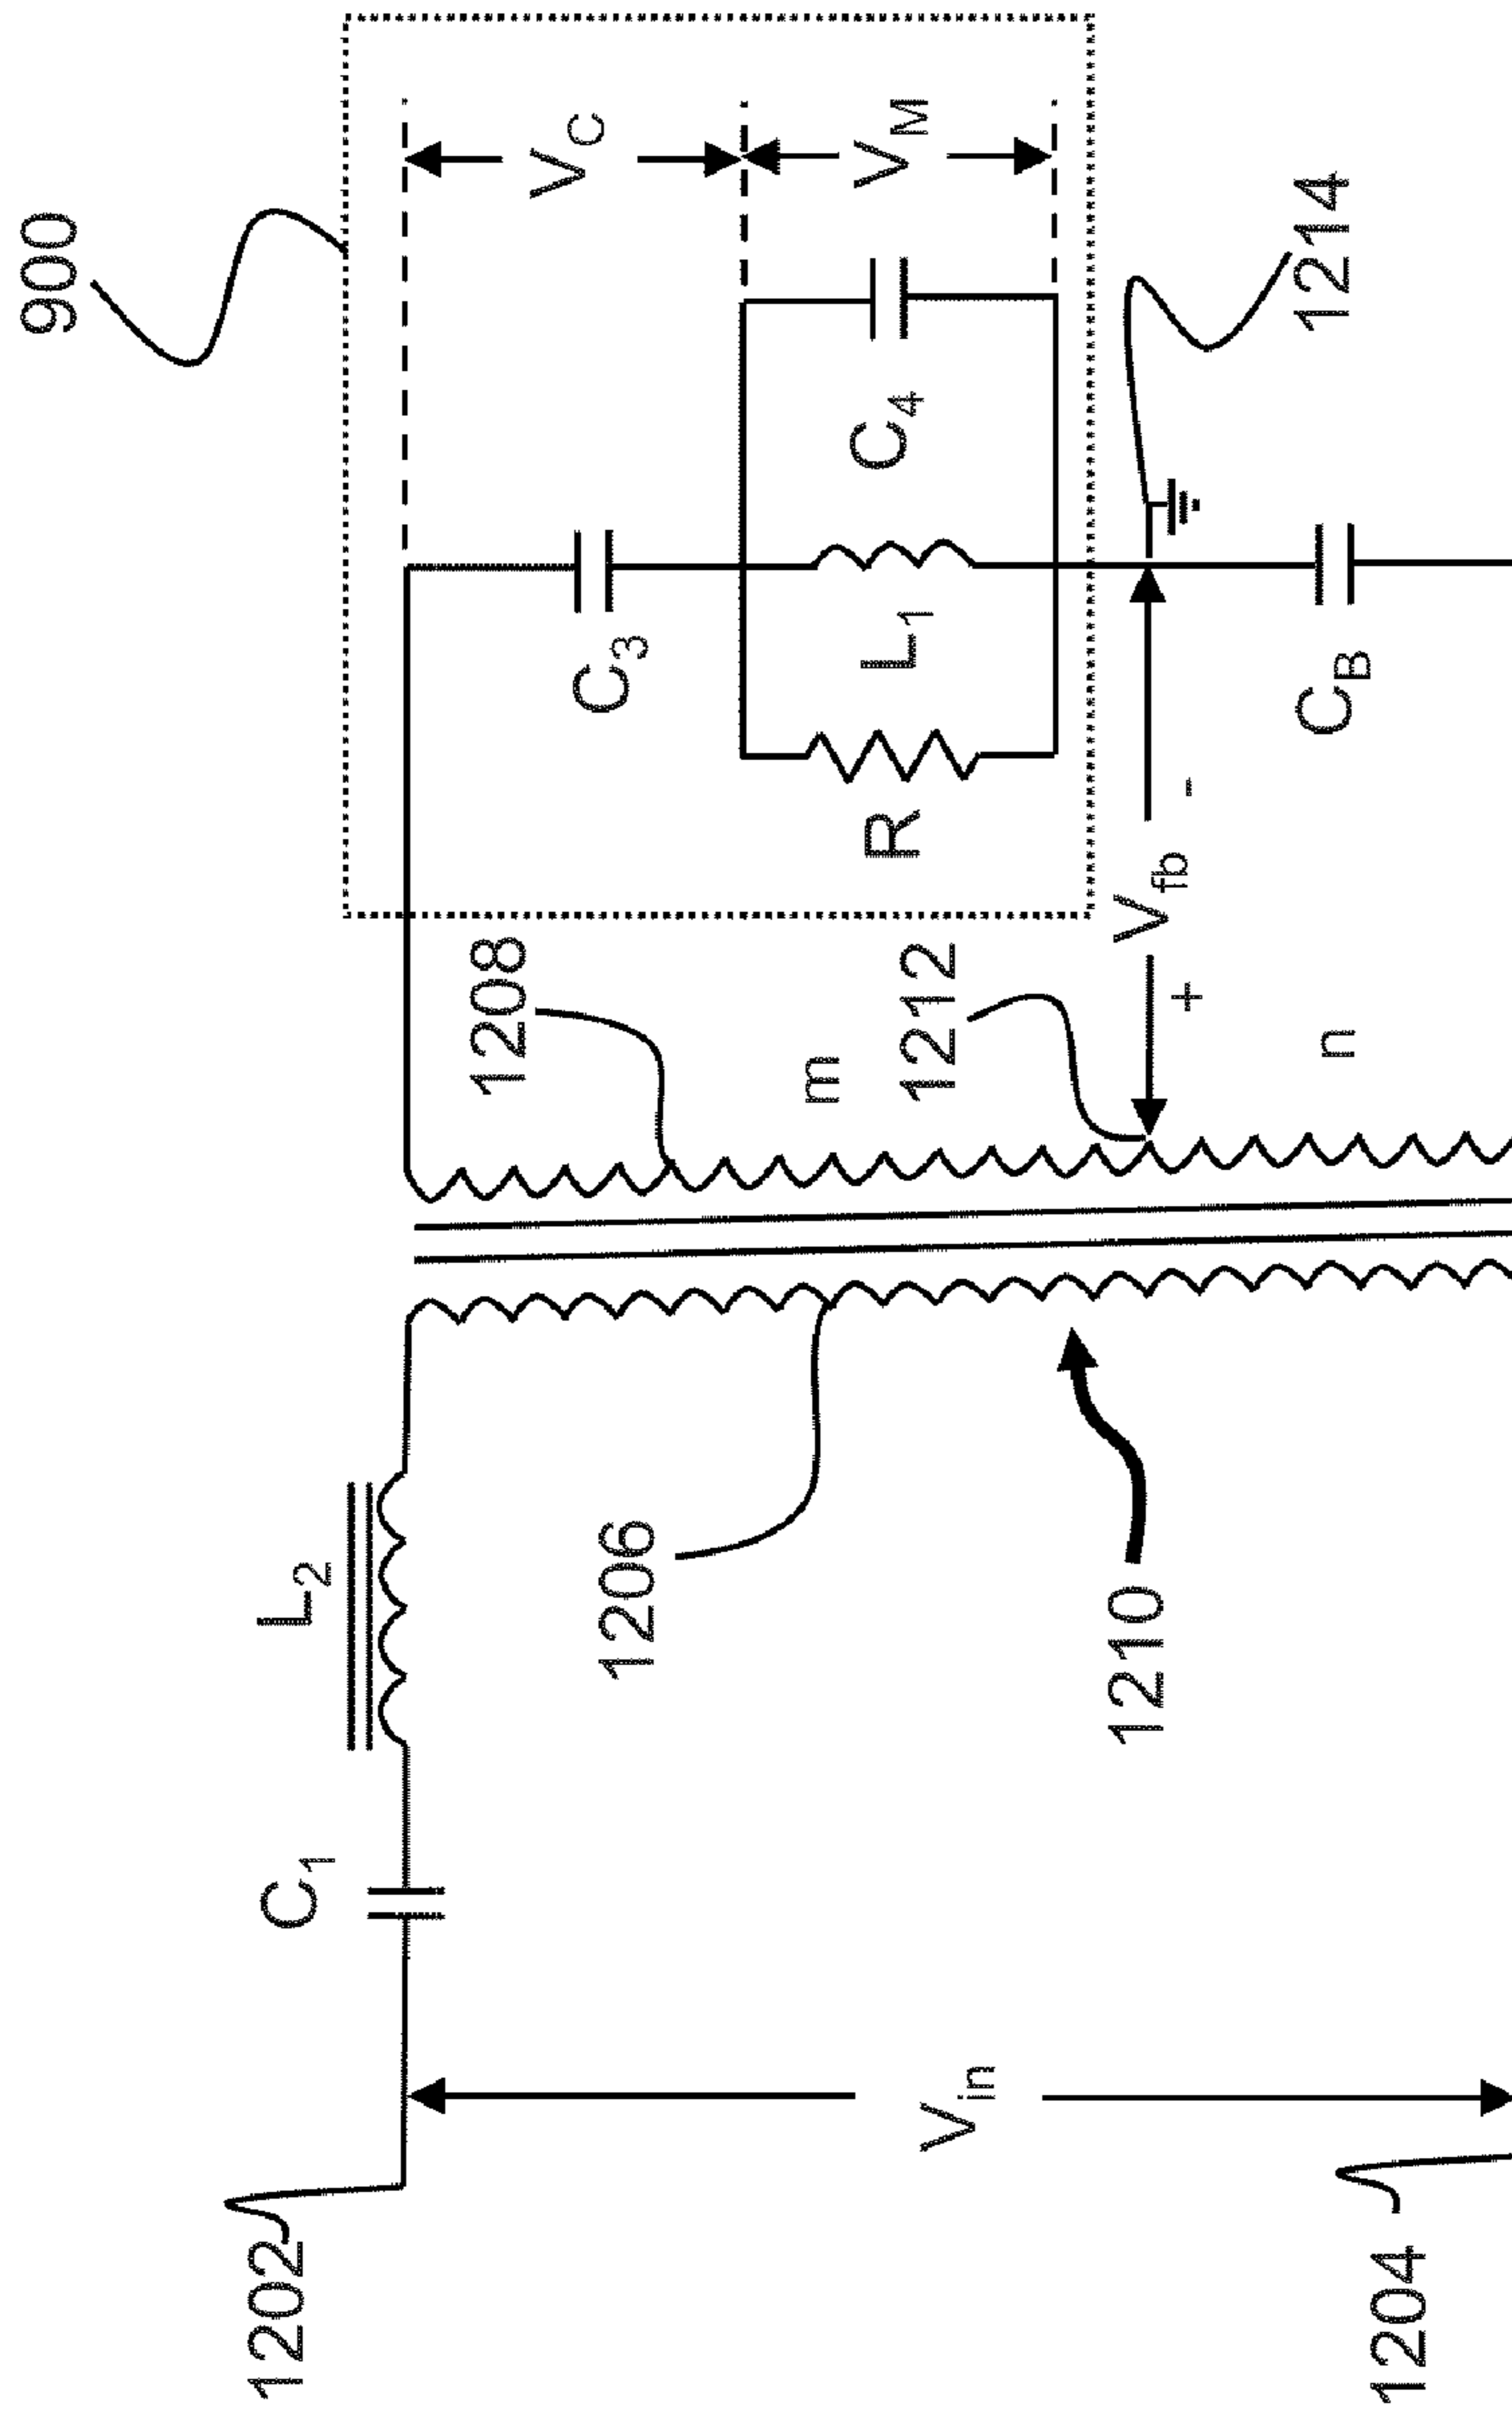 900
V_C
V_M
C_3
C_4
L_1
R
1214
C_B
V_fb
+
-
1208
1212
m
n
L_2
C_1
1206
1210
V_in
1202
1204